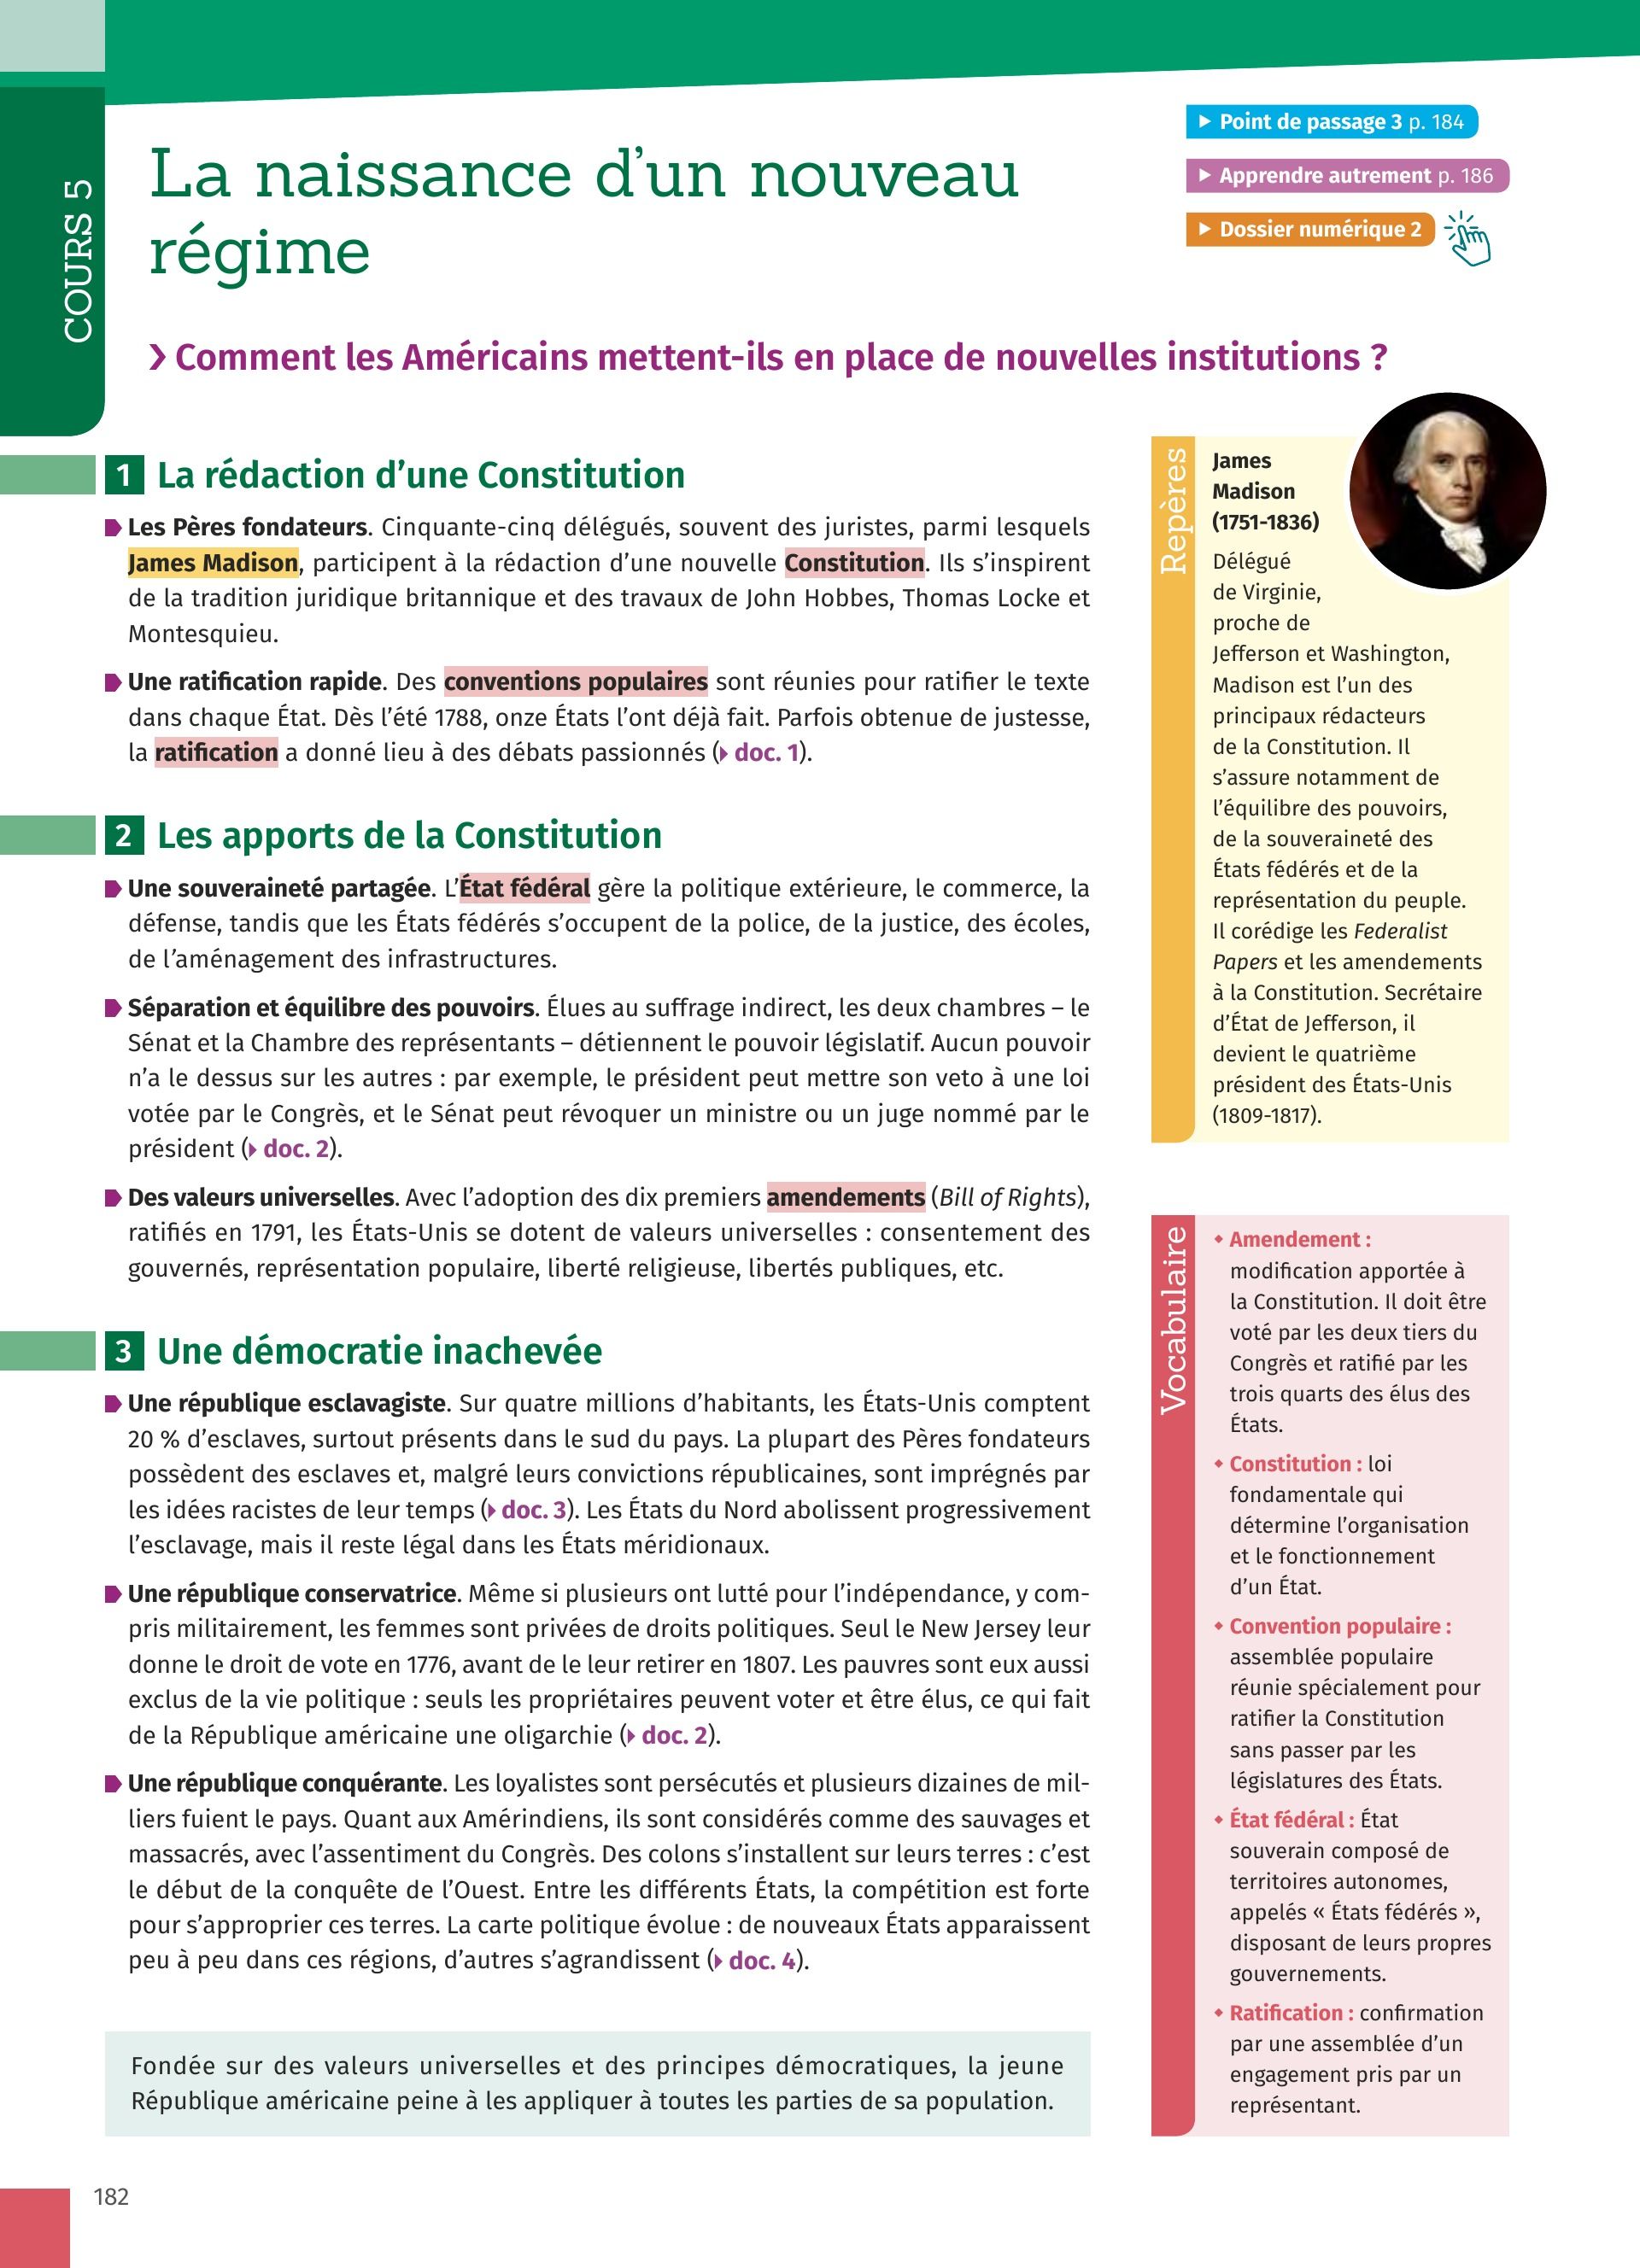 COURS 5
La naissance d’un nouveau
régime
Point de passage 3 p. 184
Apprendre autrement p. 186
Dossier numérique 2
Comment les Américains mettent-ils en place de nouvelles institutions ?
1 La rédaction d’une Constitution
Les Pères fondateurs. Cinquante-cinq délégués, souvent des juristes, parmi lesquels
James Madison, participent à la rédaction d’une nouvelle Constitution. Ils s’inspirent
de la tradition juridique britannique et des travaux de John Hobbes, Thomas Locke et
Montesquieu.
Une ratification rapide. Des conventions populaires sont réunies pour ratifier le texte
dans chaque État. Dès l’été 1788, onze États l’ont déjà fait. Parfois obtenue de justesse,
la ratification a donné lieu à des débats passionnés (doc. 1).
2 Les apports de la Constitution
Une souveraineté partagée. L’État fédéral gère la politique extérieure, le commerce, la
défense, tandis que les États fédérés s’occupent de la police, de la justice, des écoles,
de l’aménagement des infrastructures.
Séparation et équilibre des pouvoirs. Élues au suffrage indirect, les deux chambres – le
Sénat et la Chambre des représentants – détiennent le pouvoir législatif. Aucun pouvoir
n’a le dessus sur les autres : par exemple, le président peut mettre son veto à une loi
votée par le Congrès, et le Sénat peut révoquer un ministre ou un juge nommé par le
président (doc. 2).
Des valeurs universelles. Avec l’adoption des dix premiers amendements (Bill of Rights),
ratifiés en 1791, les États-Unis se dotent de valeurs universelles : consentement des
gouvernés, représentation populaire, liberté religieuse, libertés publiques, etc.
3 Une démocratie inachevée
Une république esclavagiste. Sur quatre millions d’habitants, les États-Unis comptent
20 % d’esclaves, surtout présents dans le sud du pays. La plupart des Pères fondateurs
possèdent des esclaves et, malgré leurs convictions républicaines, sont imprégnés par
les idées racistes de leur temps (doc. 3). Les États du Nord abolissent progressivement
l’esclavage, mais il reste légal dans les États méridionaux.
Une république conservatrice. Même si plusieurs ont lutté pour l’indépendance, y com-
pris militairement, les femmes sont privées de droits politiques. Seul le New Jersey leur
donne le droit de vote en 1776, avant de le leur retirer en 1807. Les pauvres sont eux aussi
exclus de la vie politique : seuls les propriétaires peuvent voter et être élus, ce qui fait
de la République américaine une oligarchie (doc. 2).
Une république conquérante. Les loyalistes sont persécutés et plusieurs dizaines de mil-
liers fuient le pays. Quant aux Amérindiens, ils sont considérés comme des sauvages et
massacrés, avec l’assentiment du Congrès. Des colons s’installent sur leurs terres : c’est
le début de la conquête de l’Ouest. Entre les différents États, la compétition est forte
pour s’approprier ces terres. La carte politique évolue : de nouveaux États apparaissent
peu à peu dans ces régions, d’autres s’agrandissent (doc. 4).
Fondée sur des valeurs universelles et des principes démocratiques, la jeune
République américaine peine à les appliquer à toutes les parties de sa population.
Repères
James
Madison
(1751-1836)
Délégué
de Virginie,
proche de
Jefferson et Washington,
Madison est l’un des
principaux rédacteurs
de la Constitution. Il
s’assure notamment de
l’équilibre des pouvoirs,
de la souveraineté des
États fédérés et de la
représentation du peuple.
Il corédige les Federalist
Papers et les amendements
à la Constitution. Secrétaire
d’État de Jefferson, il
devient le quatrième
président des États-Unis
(1809-1817).
Vocabulaire
Amendement :
modification apportée à
la Constitution. Il doit être
voté par les deux tiers du
Congrès et ratifié par les
trois quarts des élus des
États.
Constitution : loi
fondamentale qui
détermine l’organisation
et le fonctionnement
d’un État.
Convention populaire :
assemblée populaire
réunie spécialement pour
ratifier la Constitution
sans passer par les
législatures des États.
État fédéral : État
souverain composé de
territoires autonomes,
appelés « États fédérés »,
disposant de leurs propres
gouvernements.
Ratification : confirmation
par une assemblée d’un
engagement pris par un
représentant.
182